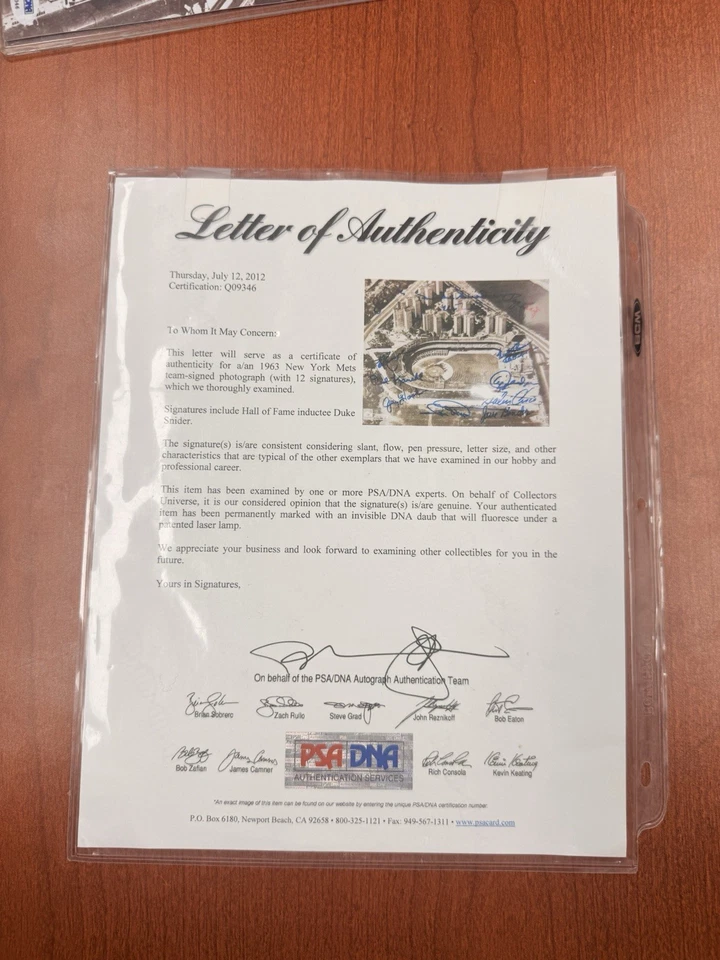 Letter of Authenticity
Thursday, July 12, 2012
Certification: Q09346
To Whom It May Concern:
This letter will serve as a certificate of
authenticity for a/an 1963 New York Mets
team-signed photograph (with 12 signatures),
which we thoroughly examined.
Signatures include Hall of Fame inductee Duke
Snider.
The signature(s) is/are consistent considering slant, flow, pen pressure, letter size, and other
characteristics that are typical of the other exemplars that we have examined in our hobby and
professional career.
This item has been examined by one or more PSA/DNA experts. On behalf of Collectors
Universe, it is our considered opinion that the signature(s) is/are genuine. Your authenticated
item has been permanently marked with an invisible DNA daub that will fluoresce under a
patented laser lamp.
We appreciate your business and look forward to examining other collectibles for you in the
future.
Yours in Signatures,
On behalf of the PSA/DNA Autograph Authentication Team
Brian Sobrero Zach Rullo Steve Grad John Reznikoff Bob Eaton
Bob Zafian James Camner Rich Consola Kevin Keating
PSA DNA
AUTHENTICATION SERVICES
*An exact image of this item can be found on our website by entering the unique PSA/DNA certification number.
P.O. Box 6180, Newport Beach, CA 92658 • 800-325-1121 • Fax: 949-567-1311 • www.psacard.com
BCW